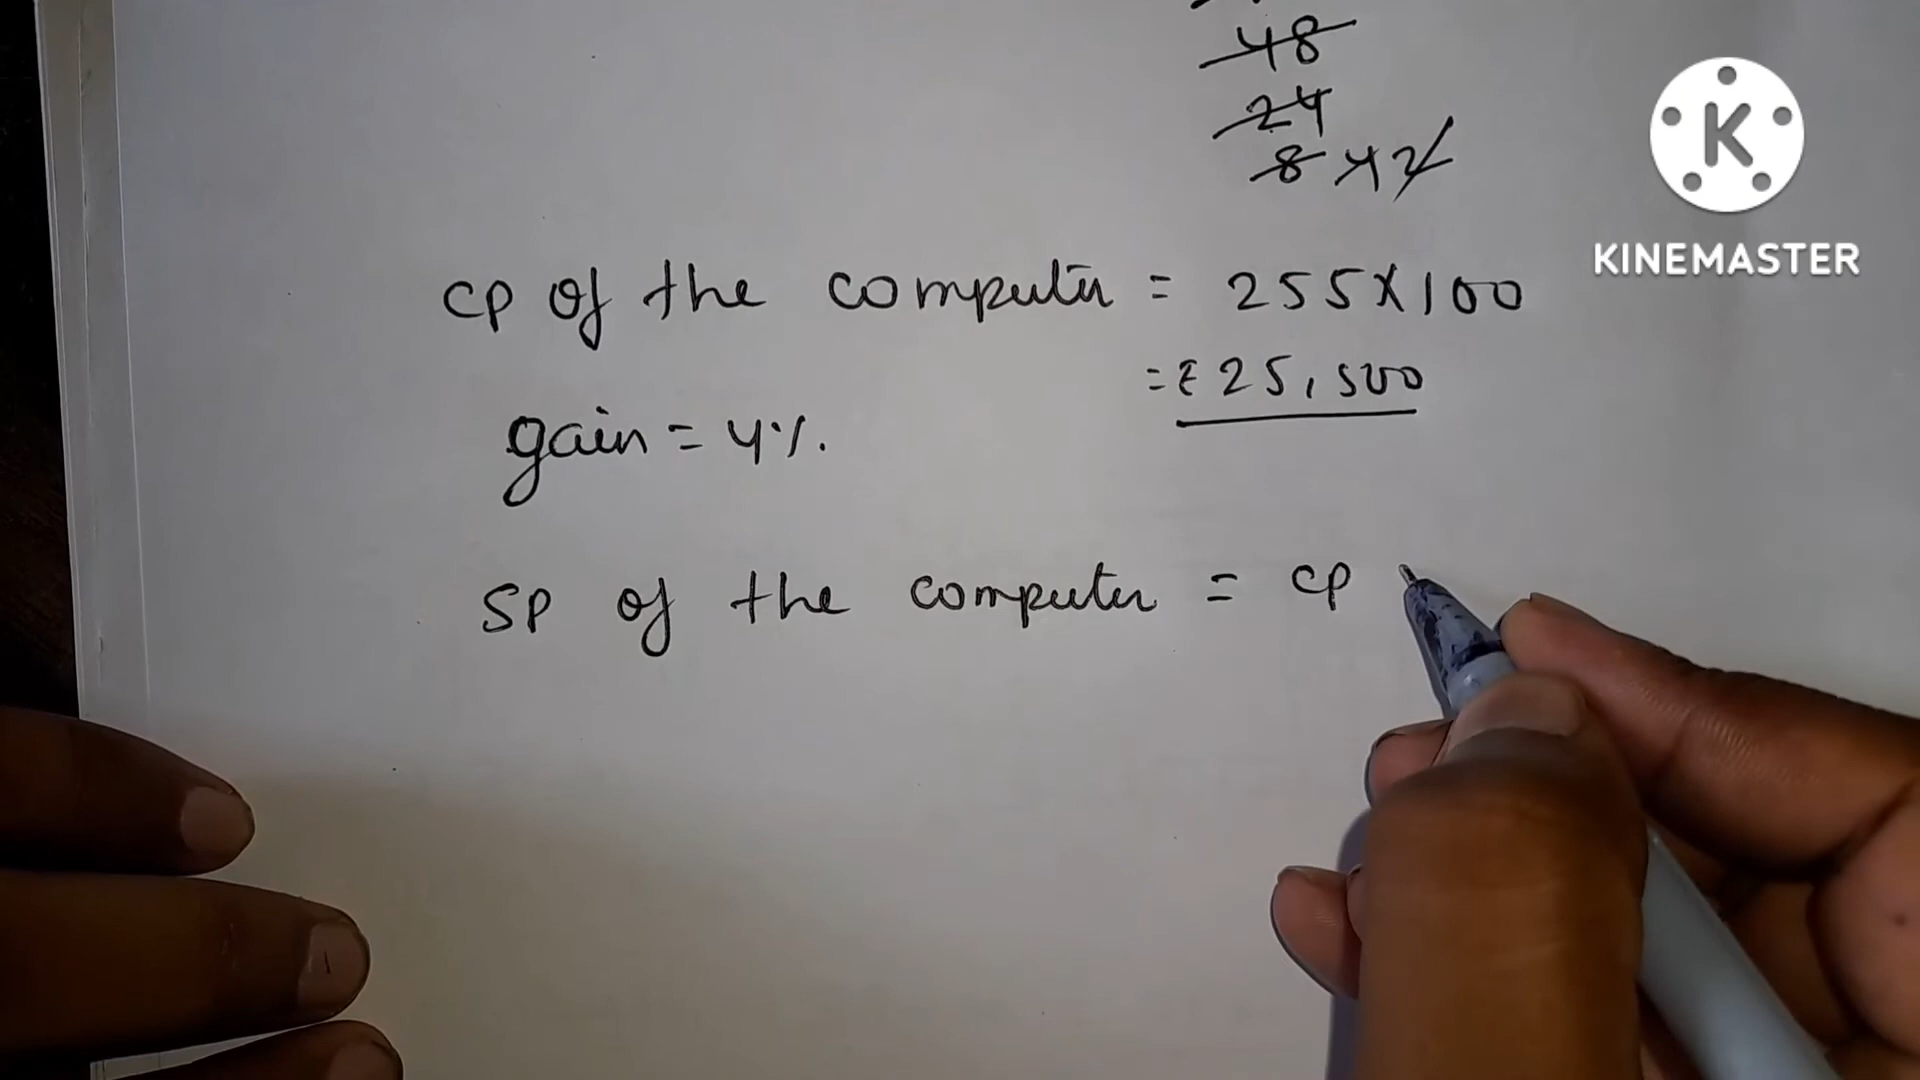 48
24
8 × 2
K
KINEMASTER
CP of the computer = 255 × 100
= ₹ 25,500
gain = 4%.
SP of the computer = CP